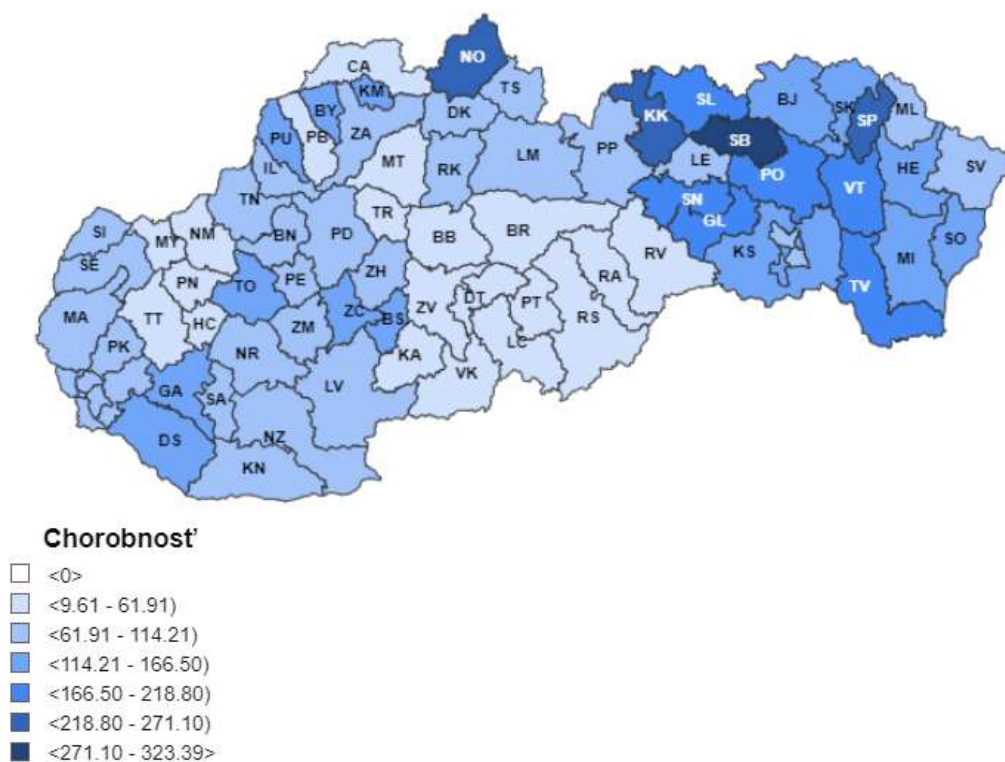 NO
CA
KM
TS
BY
PB
DK
PU
ZA
IL
MT
RK
LM
PP
KK
SL
BJ
SK
SP
ML
SB
LE
PO
HE
SV
VT
SN
GL
TN
TR
SI
MY
NM
BN
PD
BB
BR
RV
KS
MI
SO
SE
PN
TO
PE
ZH
RA
TV
MA
TT
HC
ZM
ZC
BS
ZV
DT
PT
RS
PK
NR
KA
LC
VK
GA
SA
LV
DS
NZ
KN
Chorobnosť
<0>
<9.61 - 61.91)
<61.91 - 114.21)
<114.21 - 166.50)
<166.50 - 218.80)
<218.80 - 271.10)
<271.10 - 323.39>